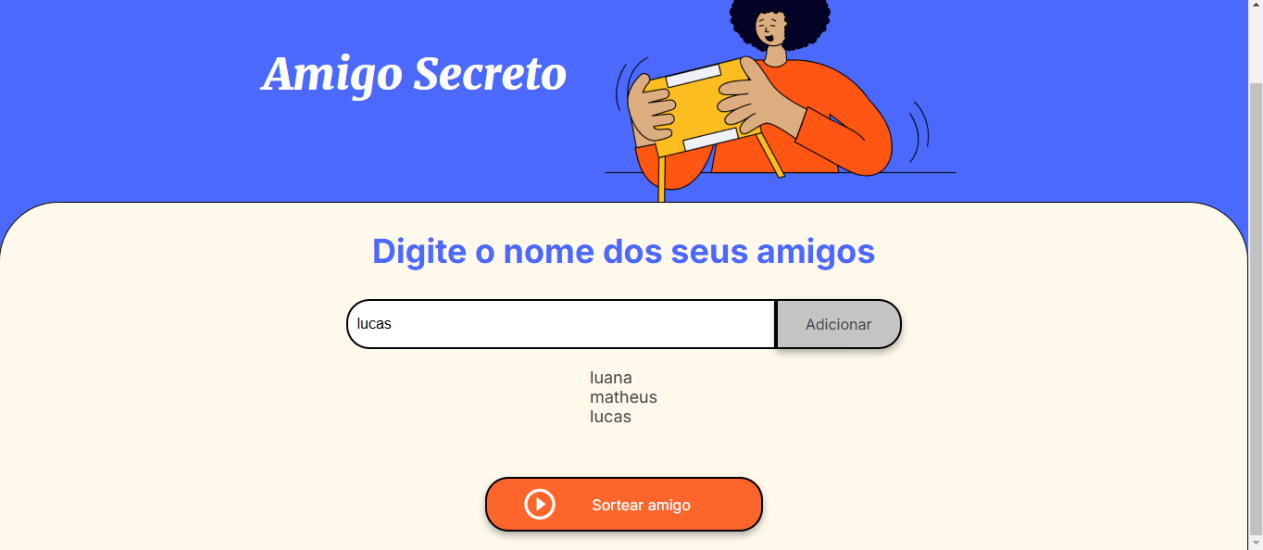 Amigo Secreto
Digite o nome dos seus amigos
lucas
Adicionar
luana
matheus
lucas
Sortear amigo